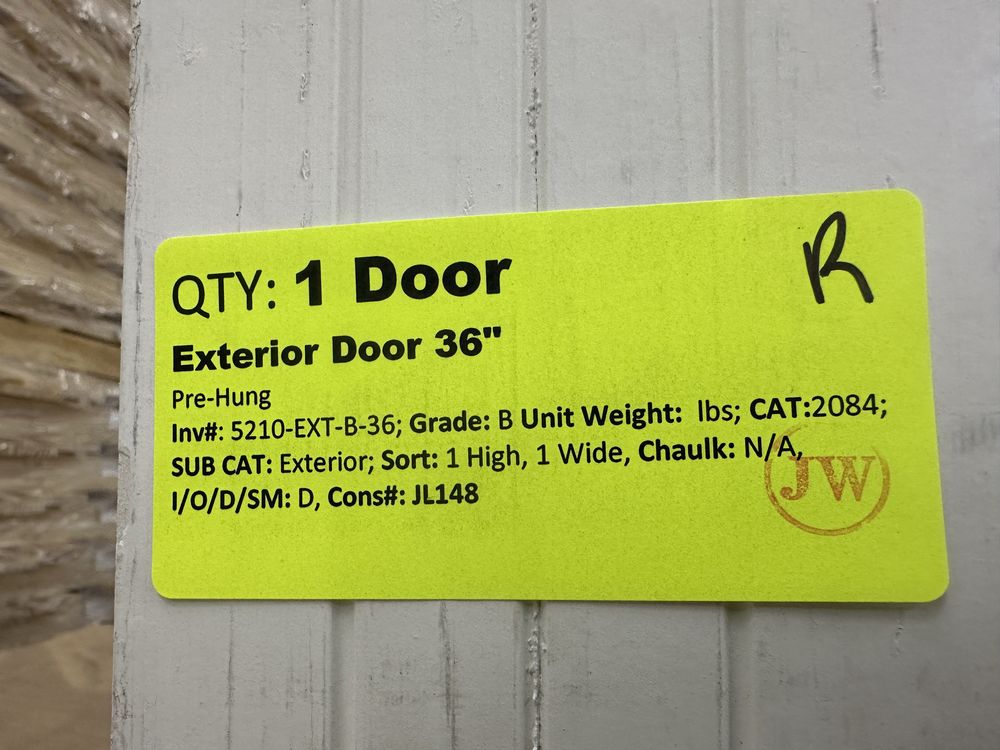 QTY: 1 Door
R
Exterior Door 36"
Pre-Hung
Inv#: 5210-EXT-B-36; Grade: B Unit Weight:  lbs; CAT:2084;
SUB CAT: Exterior; Sort: 1 High, 1 Wide, Chaulk: N/A,
I/O/D/SM: D, Cons#: JL148
JW